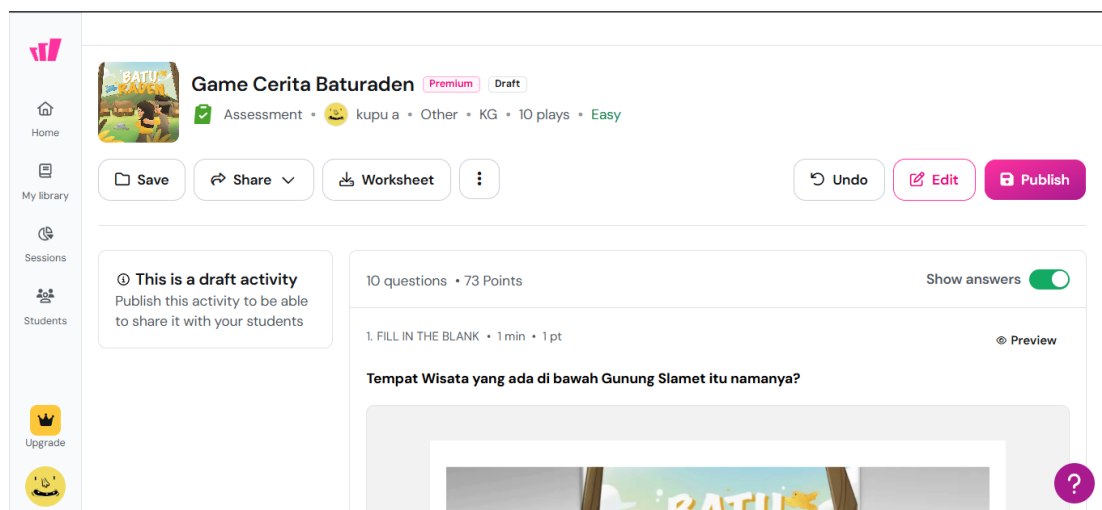 BATU
RADEN
Game Cerita Baturaden Premium Draft
Assessment • kupu a • Other • KG • 10 plays • Easy
Home
My library
Sessions
Students
Upgrade
Save
Share
Worksheet
Undo
Edit
Publish
This is a draft activity
Publish this activity to be able
to share it with your students
10 questions • 73 Points
Show answers
1. FILL IN THE BLANK • 1 min • 1 pt
Preview
Tempat Wisata yang ada di bawah Gunung Slamet itu namanya?
BATU
?